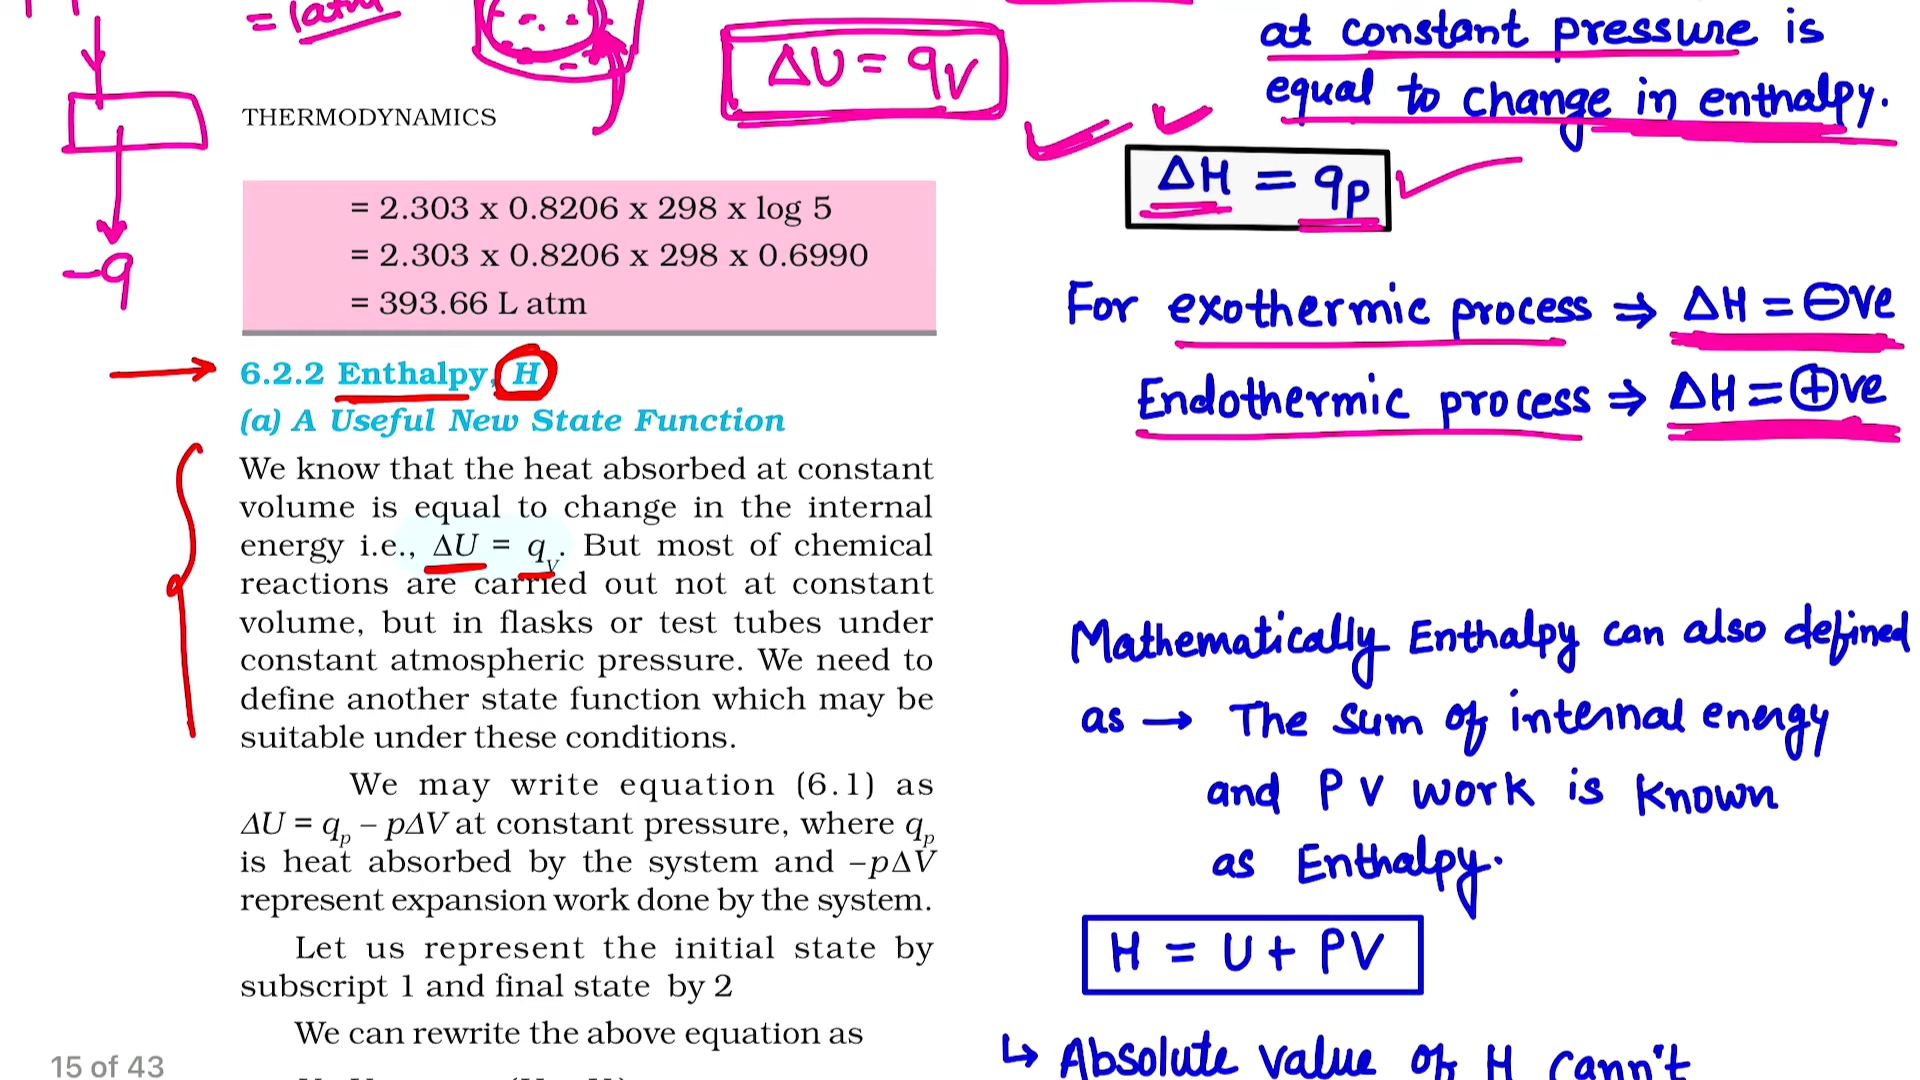 = 1atm
ΔU = qV
at constant pressure is
equal to change in enthalpy.
ΔH = qp
-q
THERMODYNAMICS
= 2.303 x 0.8206 x 298 x log 5
= 2.303 x 0.8206 x 298 x 0.6990
= 393.66 L atm
For exothermic process ⇒ ΔH = ⊖ve
Endothermic process ⇒ ΔH = ⊕ve
6.2.2 Enthalpy, H
(a) A Useful New State Function
We know that the heat absorbed at constant
volume is equal to change in the internal
energy i.e., ΔU = qV. But most of chemical
reactions are carried out not at constant
volume, but in flasks or test tubes under
constant atmospheric pressure. We need to
define another state function which may be
suitable under these conditions.
We may write equation (6.1) as
ΔU = qp – pΔV at constant pressure, where qp
is heat absorbed by the system and –pΔV
represent expansion work done by the system.
Let us represent the initial state by
subscript 1 and final state by 2
We can rewrite the above equation as
Mathematically Enthalpy can also defined
as → The sum of internal energy
and PV work is known
as Enthalpy.
H = U + PV
↳ Absolute value of H cann't
15 of 43